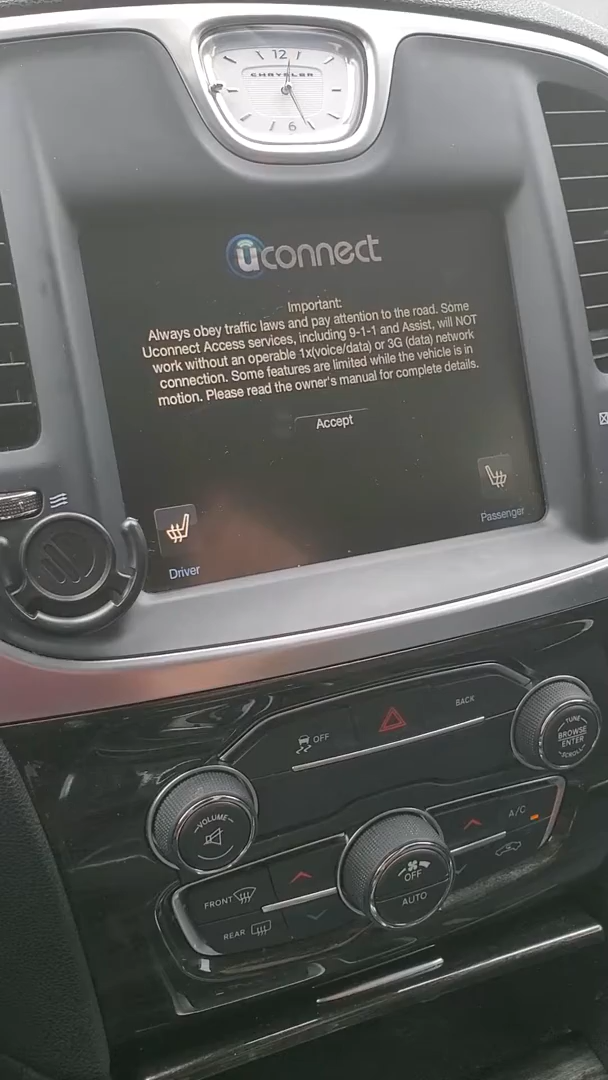 12
CHRYSLER
6
uconnect
Important:
Always obey traffic laws and pay attention to the road. Some
Uconnect Access services, including 9-1-1 and Assist, will NOT
work without an operable 1x(voice/data) or 3G (data) network
connection. Some features are limited while the vehicle is in
motion. Please read the owner's manual for complete details.
Accept
Driver
Passenger
OFF
BACK
TUNE
BROWSE
ENTER
SCROLL
VOLUME
A/C
OFF
AUTO
FRONT
REAR